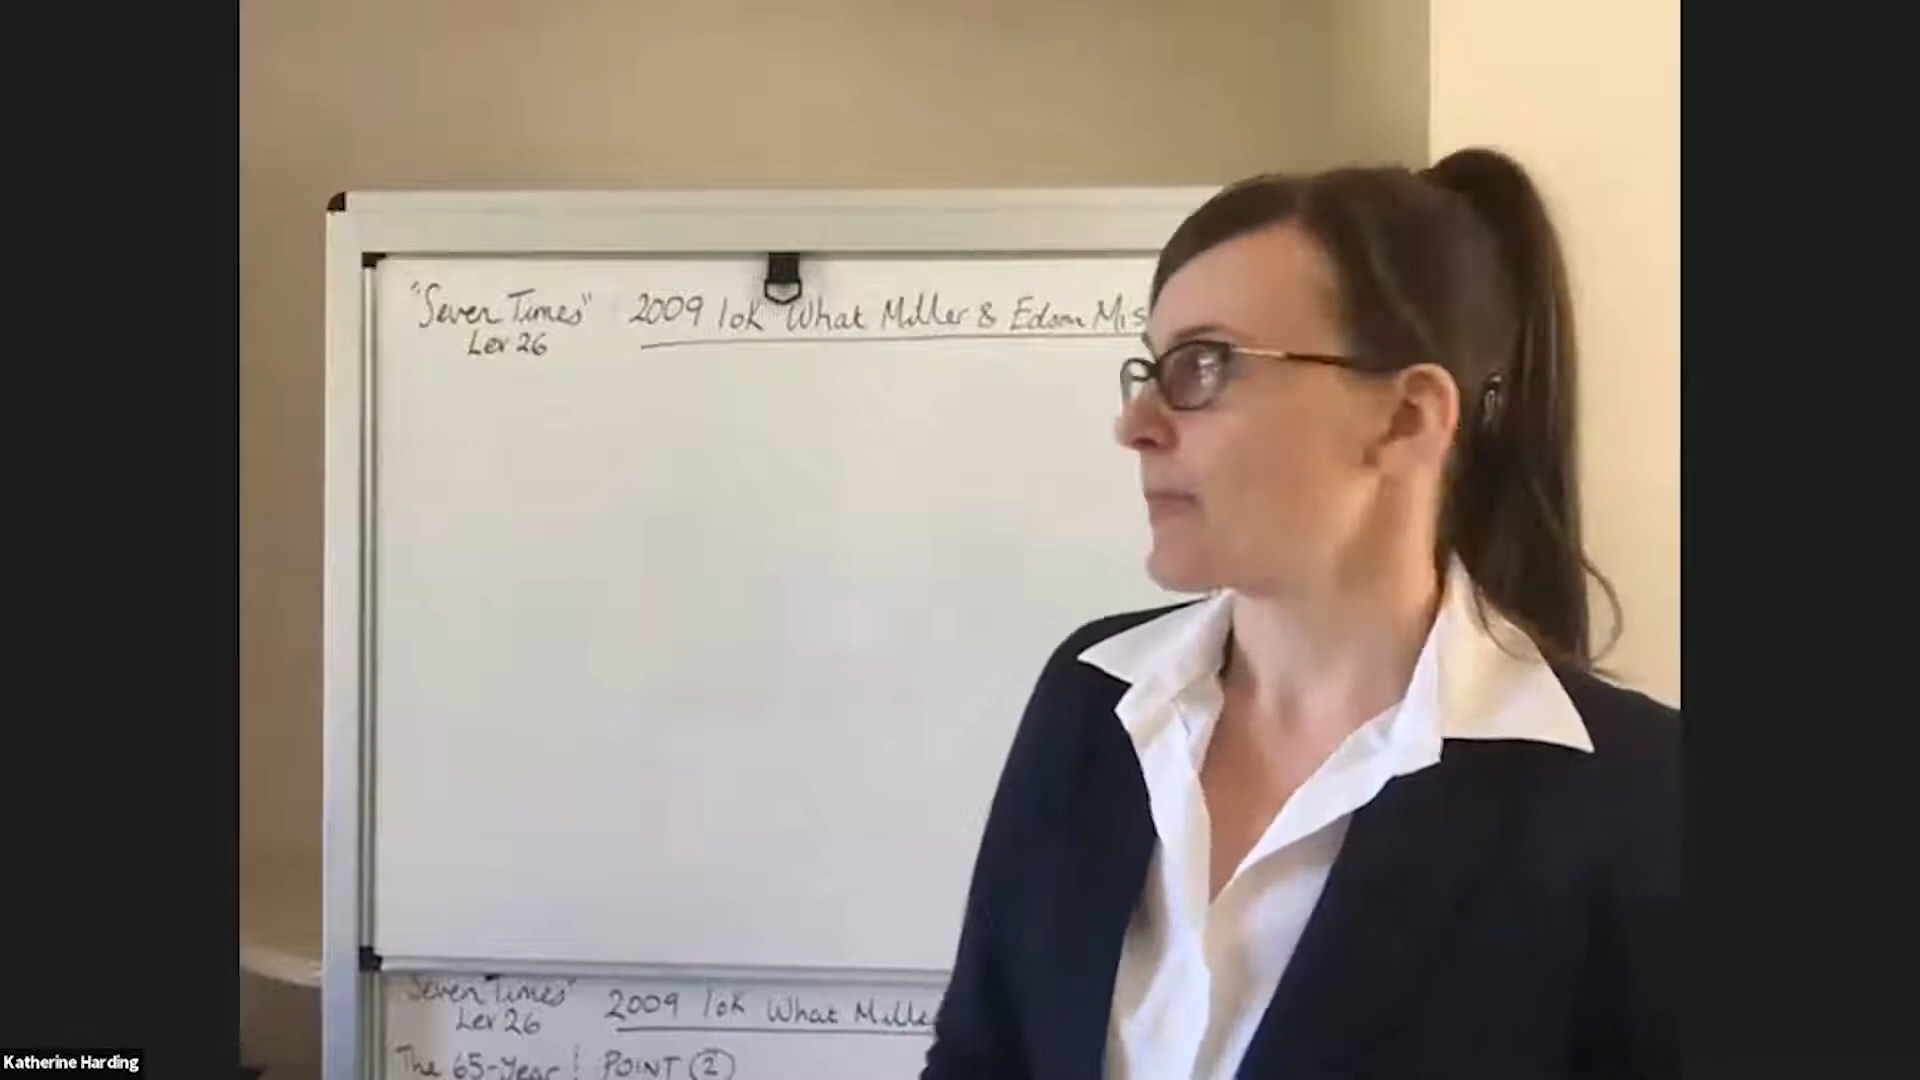 "Seven Times" 2009 10K What Miller & Edson Mis
Lev 26
Seven Times" 2009 10K What Mille
Lev 26
The 65-Year POINT ②
Katherine Harding